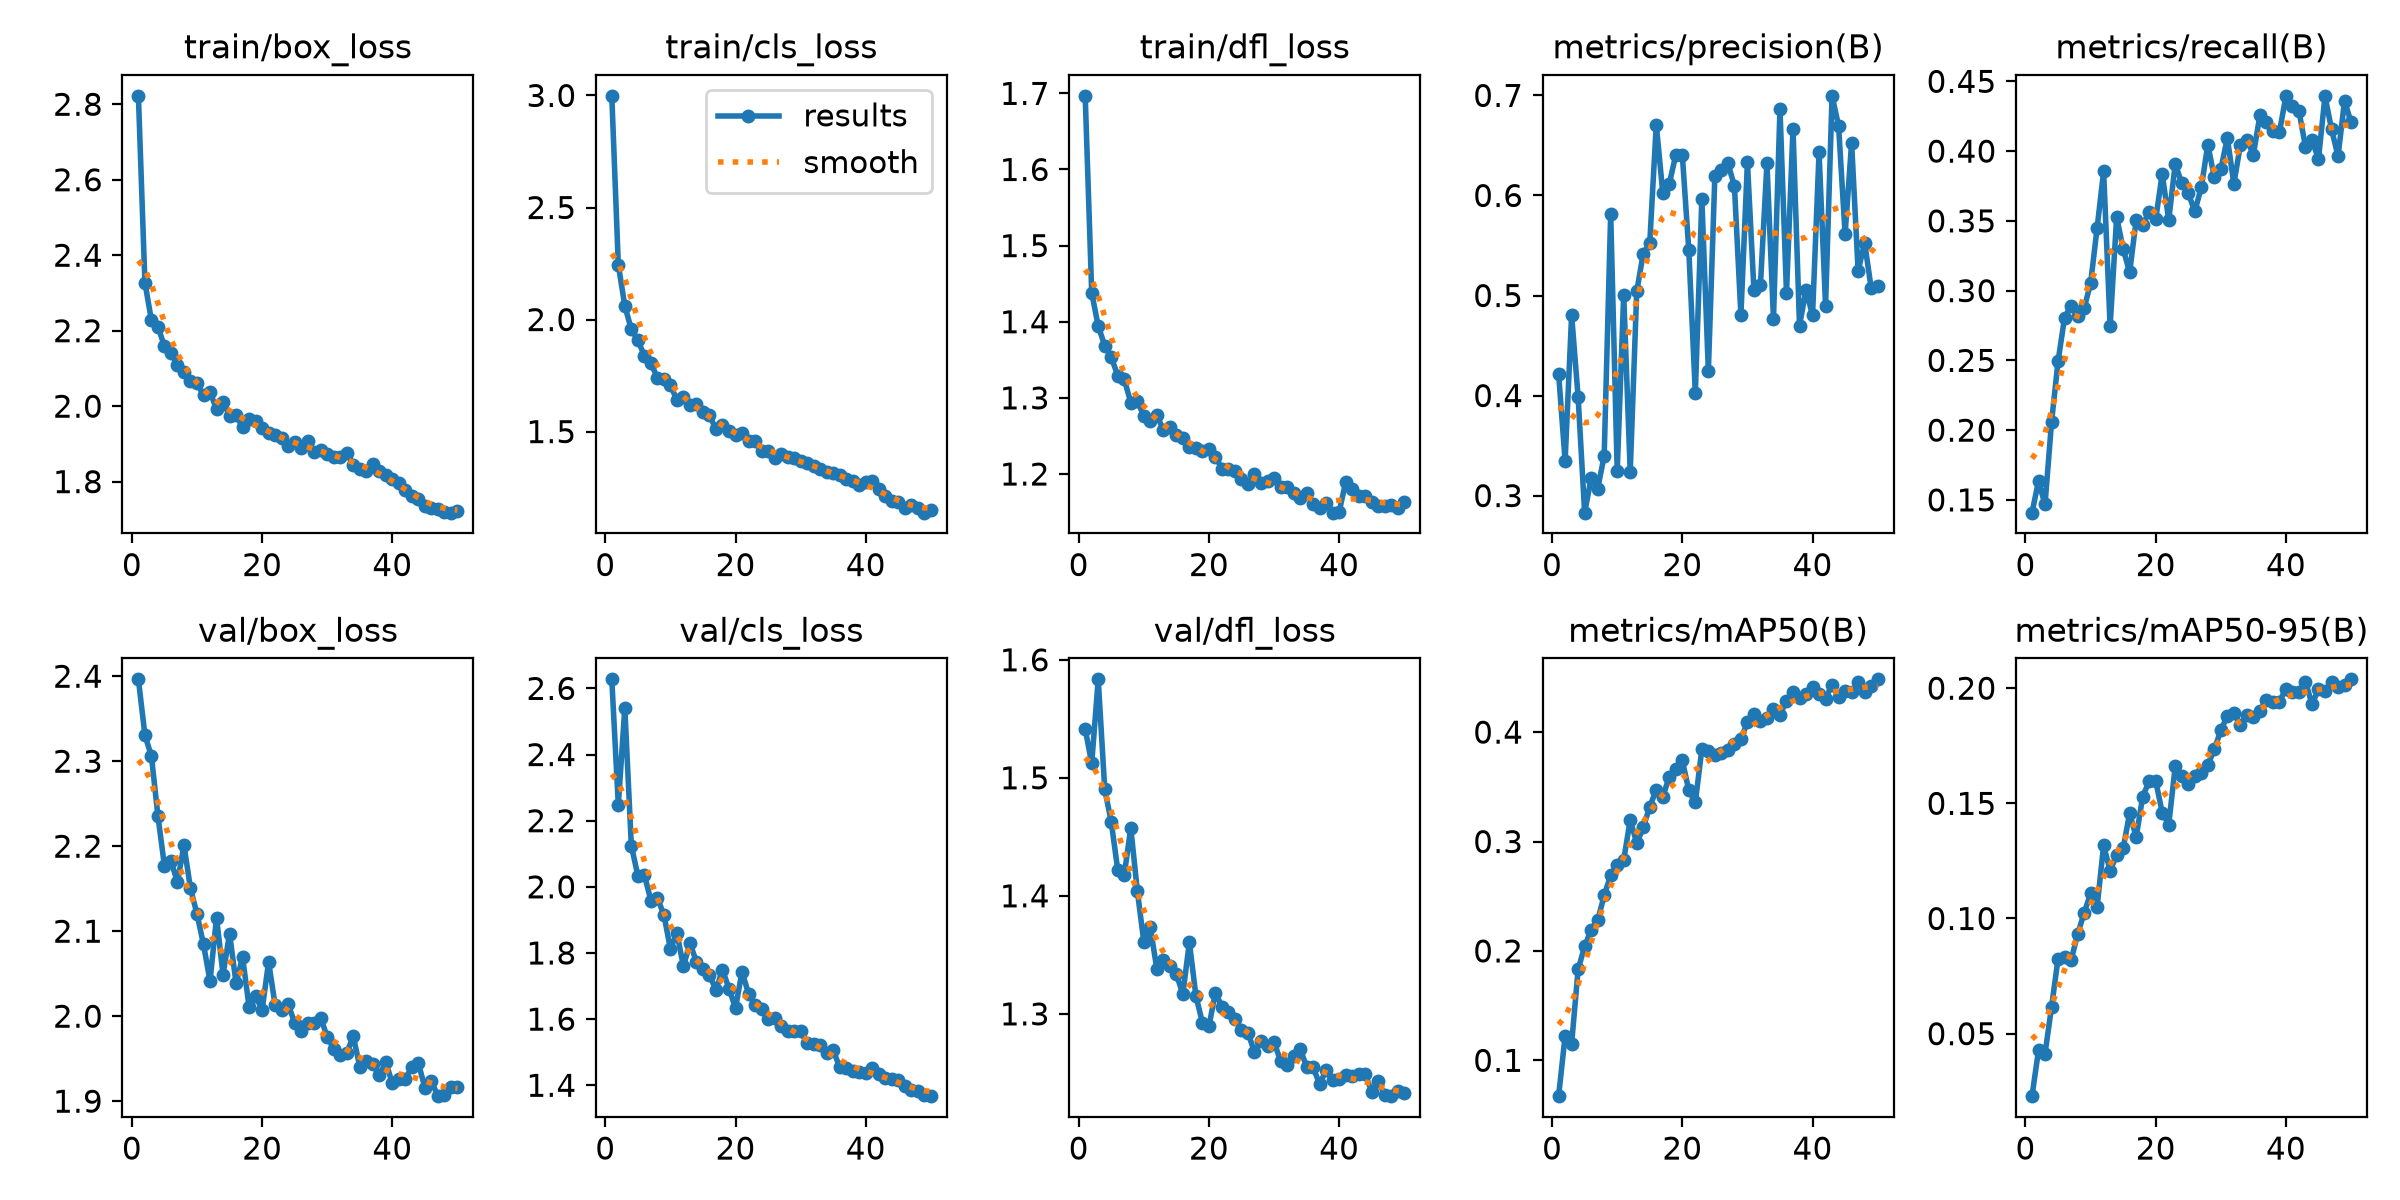 train/box_loss
2.8
2.6
2.4
2.2
2.0
1.8
0 20 40
train/cls_loss
results
smooth
3.0
2.5
2.0
1.5
0 20 40
train/dfl_loss
1.7
1.6
1.5
1.4
1.3
1.2
0 20 40
metrics/precision(B)
0.7
0.6
0.5
0.4
0.3
0 20 40
metrics/recall(B)
0.45
0.40
0.35
0.30
0.25
0.20
0.15
0 20 40
val/box_loss
2.4
2.3
2.2
2.1
2.0
1.9
0 20 40
val/cls_loss
2.6
2.4
2.2
2.0
1.8
1.6
1.4
0 20 40
val/dfl_loss
1.6
1.5
1.4
1.3
0 20 40
metrics/mAP50(B)
0.4
0.3
0.2
0.1
0 20 40
metrics/mAP50-95(B)
0.20
0.15
0.10
0.05
0 20 40